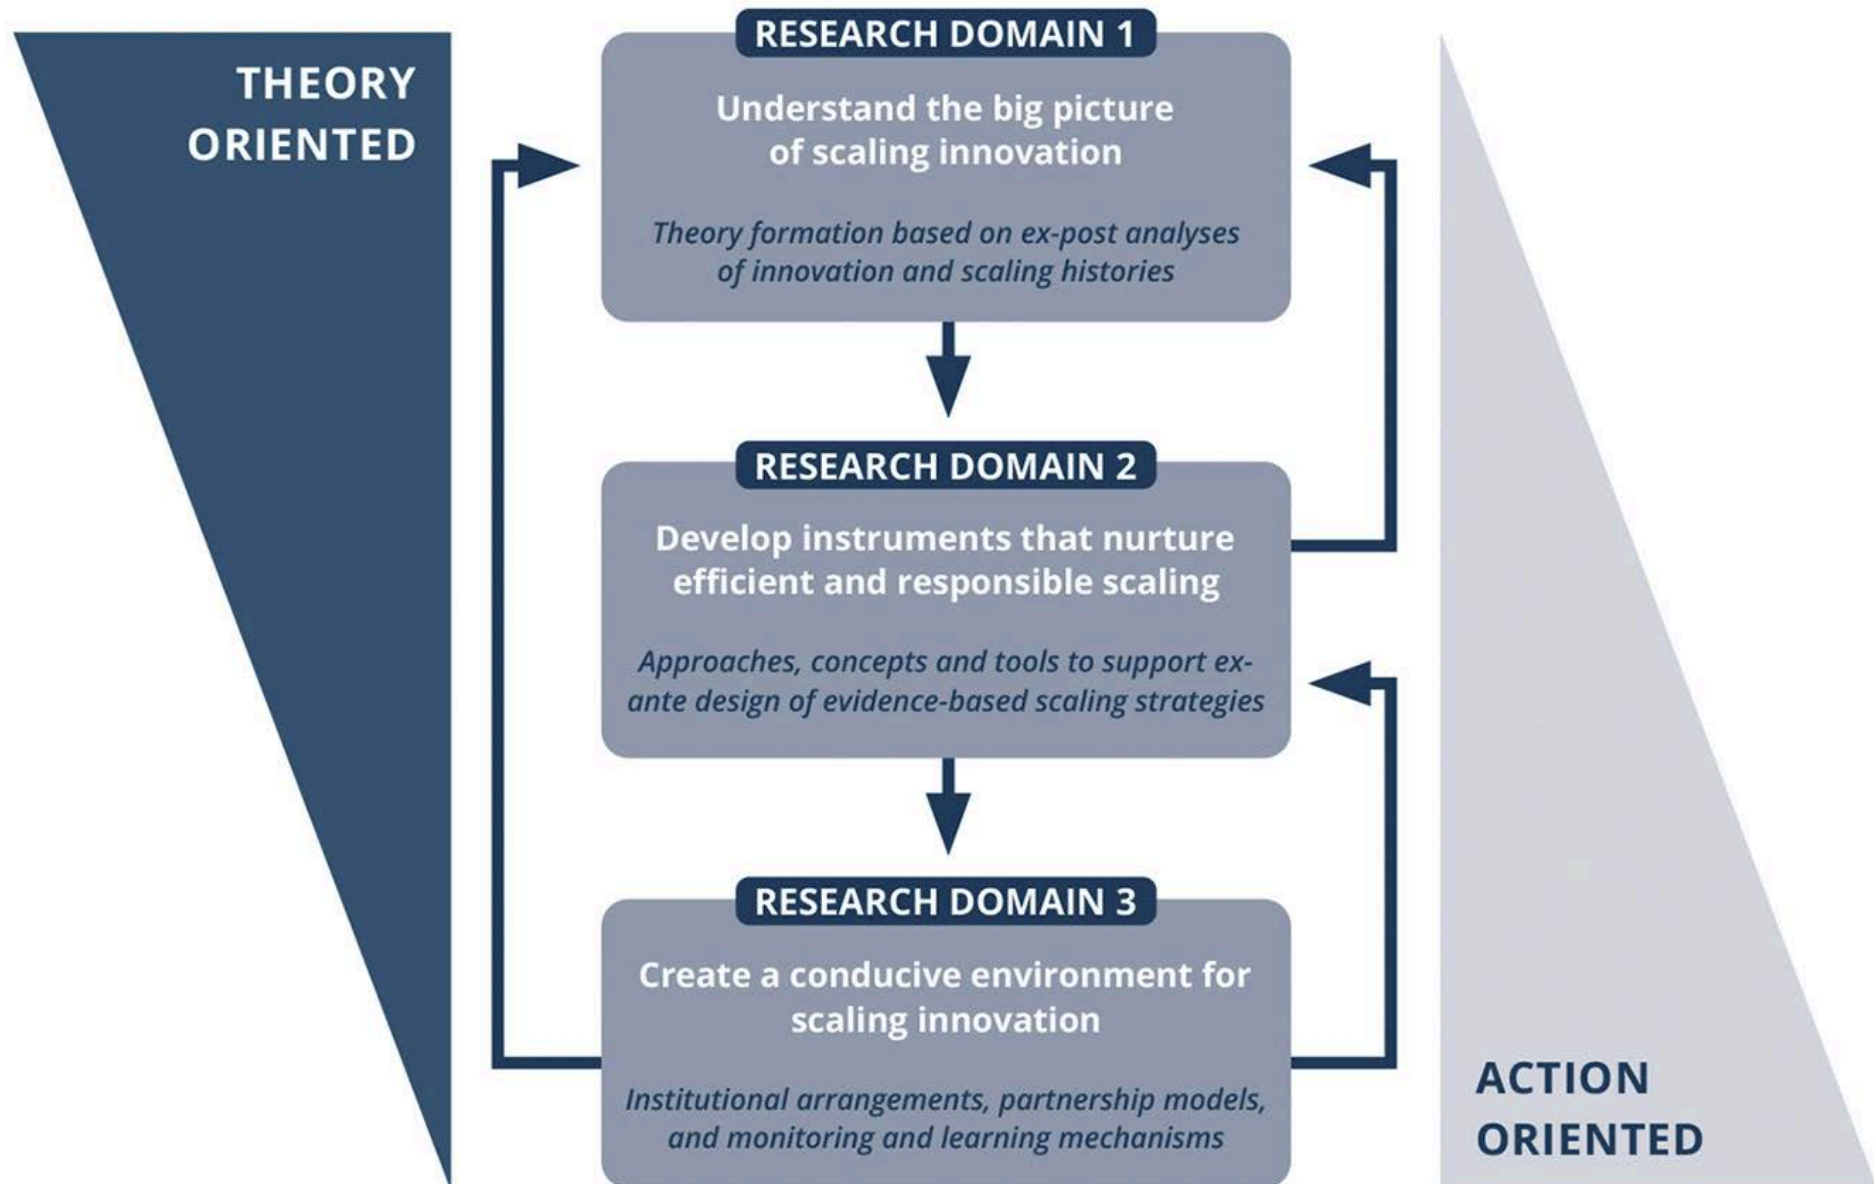 THEORY
ORIENTED
RESEARCH DOMAIN 1
Understand the big picture
of scaling innovation
Theory formation based on ex-post analyses
of innovation and scaling histories
RESEARCH DOMAIN 2
Develop instruments that nurture
efficient and responsible scaling
Approaches, concepts and tools to support ex-
ante design of evidence-based scaling strategies
RESEARCH DOMAIN 3
Create a conducive environment for
scaling innovation
Institutional arrangements, partnership models,
and monitoring and learning mechanisms
ACTION
ORIENTED